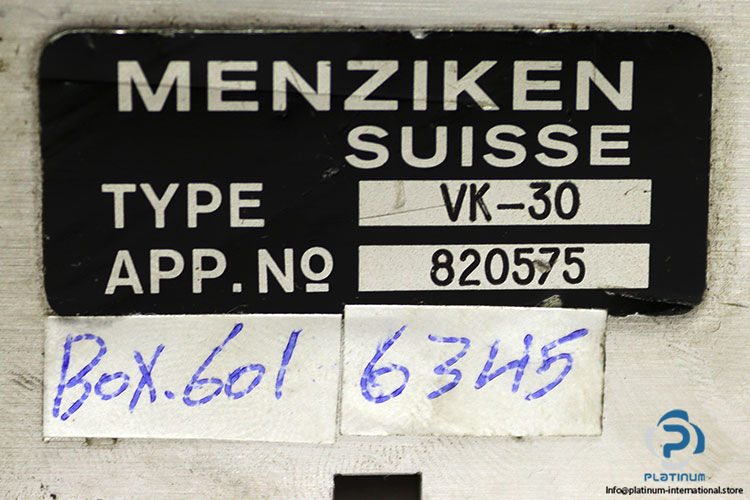 MENZIKEN
SUISSE
TYPE VK-30
APP. No 820575
BOX.601 6345
PLATINUM
Info@platinum-international.store